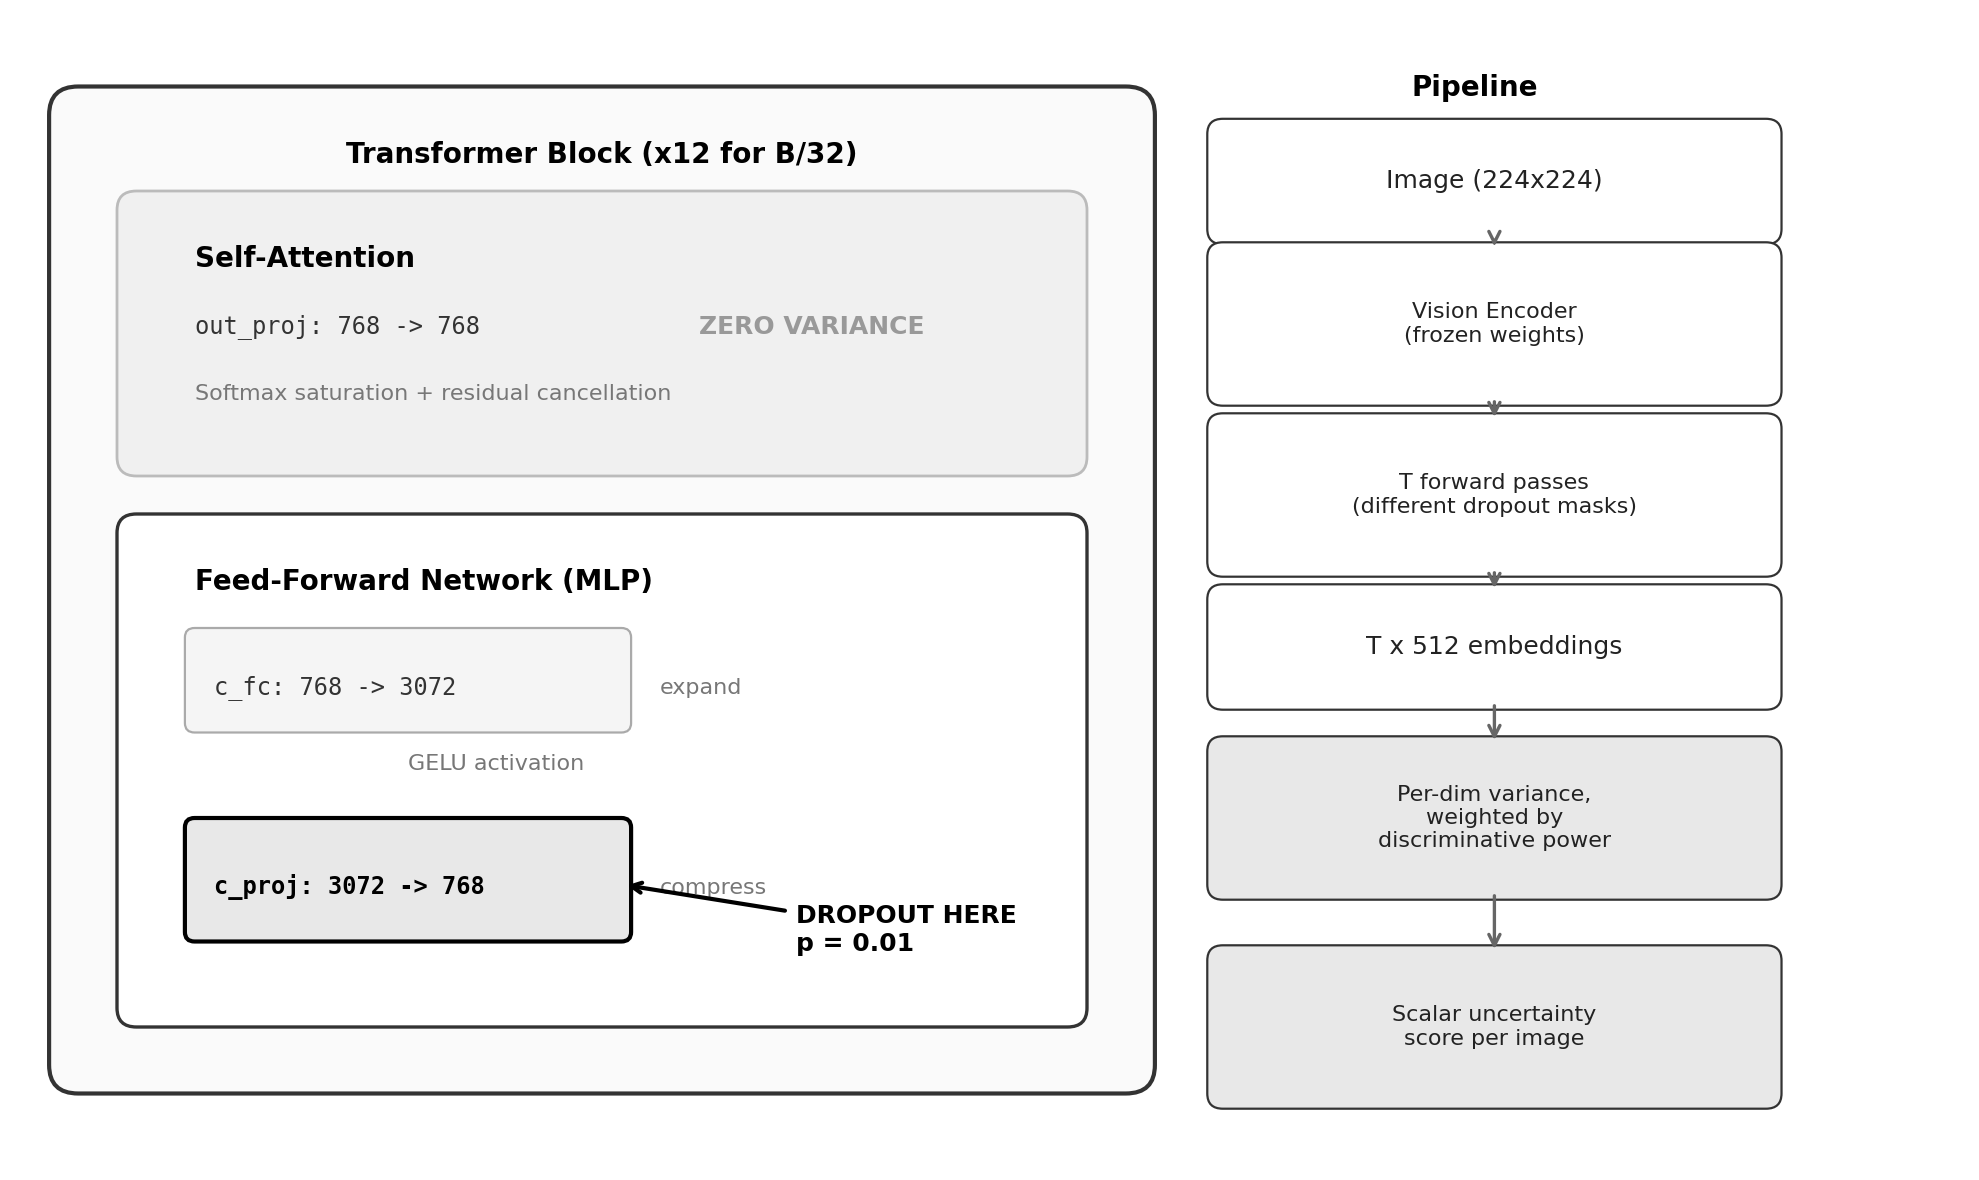 Transformer Block (x12 for B/32)
Self-Attention
out_proj: 768 -> 768
ZERO VARIANCE
Softmax saturation + residual cancellation
Feed-Forward Network (MLP)
c_fc: 768 -> 3072
expand
GELU activation
c_proj: 3072 -> 768
compress
DROPOUT HERE
p = 0.01
Pipeline
Image (224x224)
Vision Encoder
(frozen weights)
T forward passes
(different dropout masks)
T x 512 embeddings
Per-dim variance,
weighted by
discriminative power
Scalar uncertainty
score per image